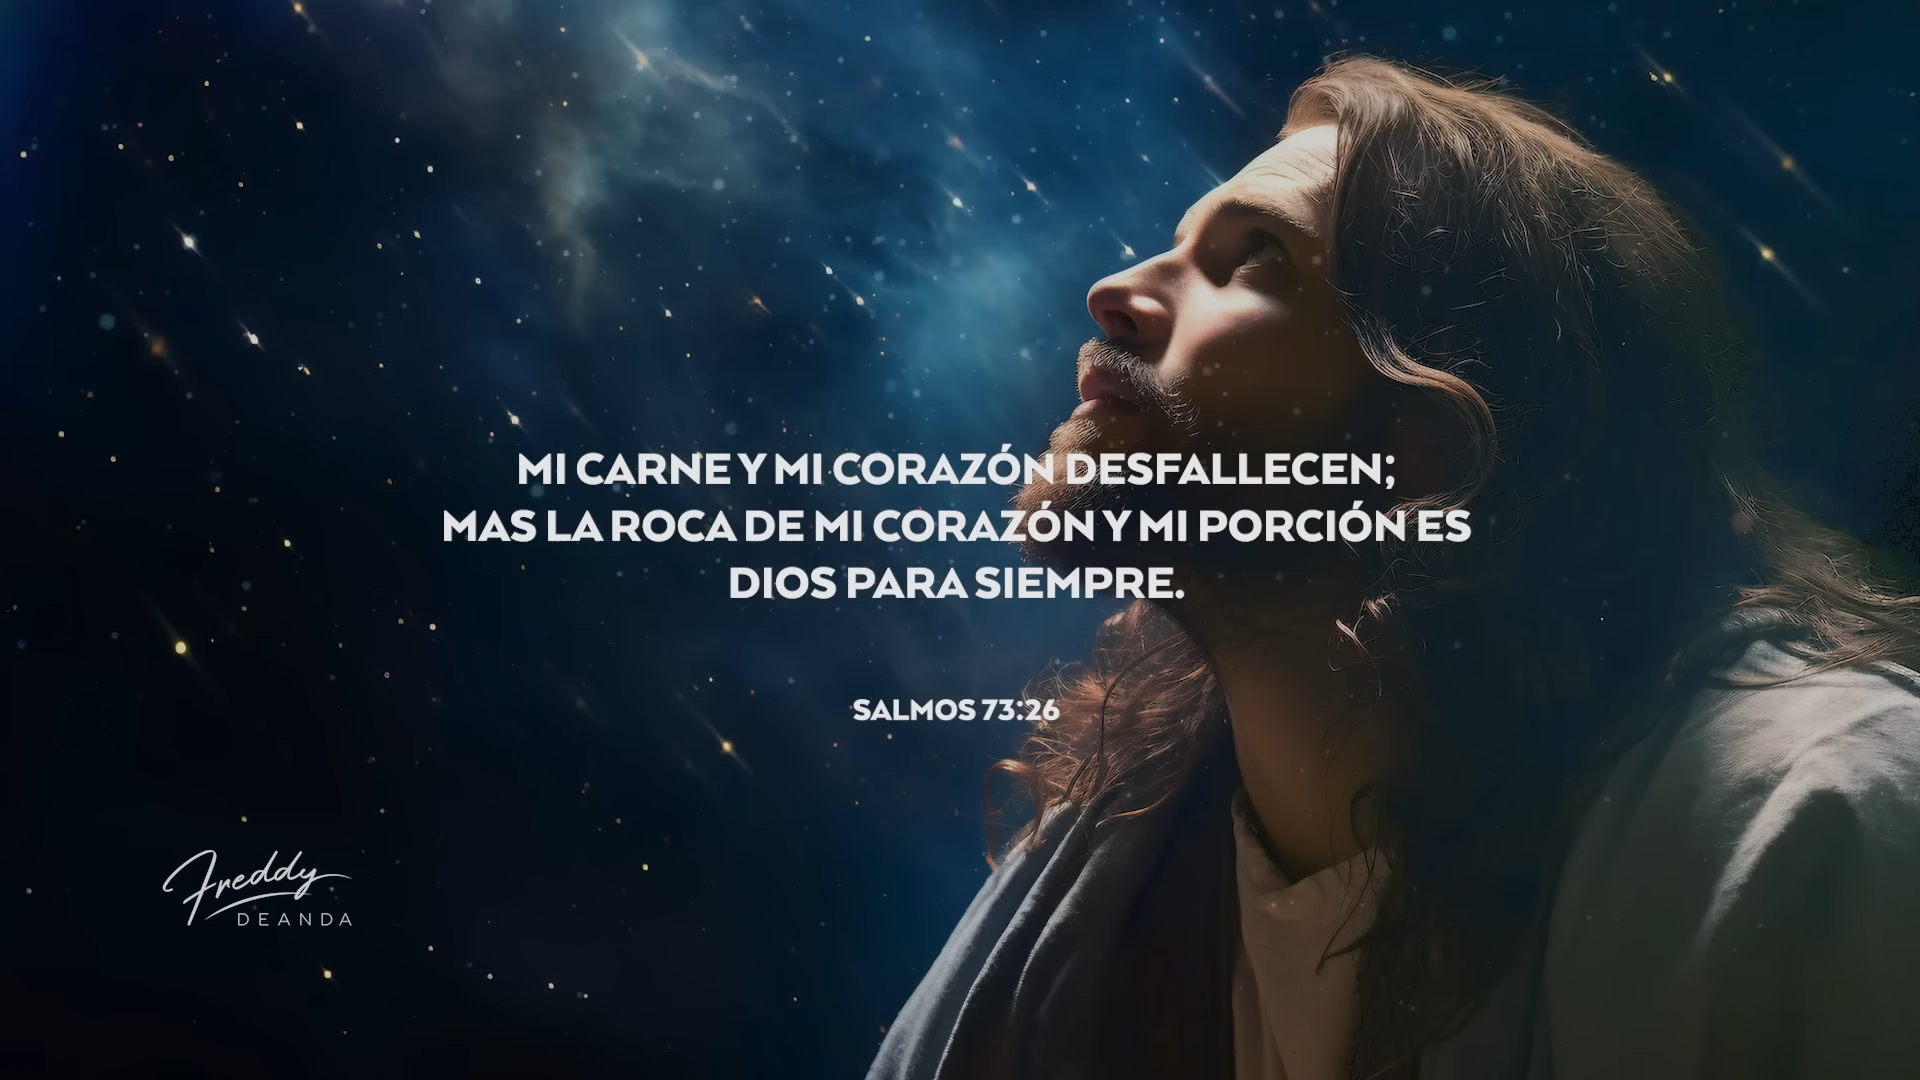 MI CARNE Y MI CORAZÓN DESFALLECEN;
MAS LA ROCA DE MI CORAZÓN Y MI PORCIÓN ES
DIOS PARA SIEMPRE.
SALMOS 73:26
Freddy
DEANDA